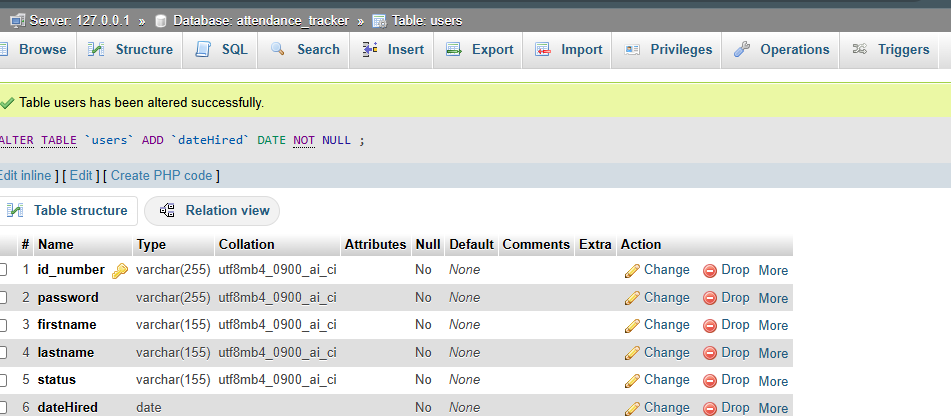 Server: 127.0.0.1 » Database: attendance_tracker » Table: users
Browse Structure SQL Search Insert Export Import Privileges Operations Triggers
Table users has been altered successfully.
ALTER TABLE `users` ADD `dateHired` DATE NOT NULL ;
Edit inline ] [ Edit ] [ Create PHP code ]
Table structure Relation view
# Name Type Collation Attributes Null Default Comments Extra Action
1 id_number varchar(255) utf8mb4_0900_ai_ci No None Change Drop More
2 password varchar(255) utf8mb4_0900_ai_ci No None Change Drop More
3 firstname varchar(155) utf8mb4_0900_ai_ci No None Change Drop More
4 lastname varchar(155) utf8mb4_0900_ai_ci No None Change Drop More
5 status varchar(155) utf8mb4_0900_ai_ci No None Change Drop More
6 dateHired date No None Change Drop More